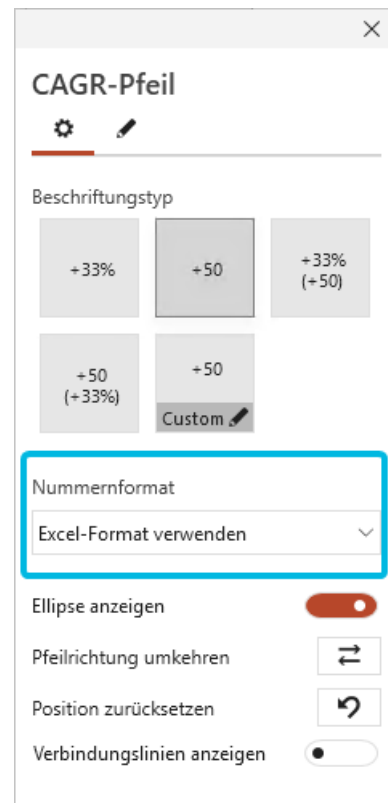 CAGR-Pfeil
Beschriftungstyp
+33%
+50
+33%
(+50)
+50
(+33%)
+50
Custom
Nummernformat
Excel-Format verwenden
Ellipse anzeigen
Pfeilrichtung umkehren
Position zurücksetzen
Verbindungslinien anzeigen